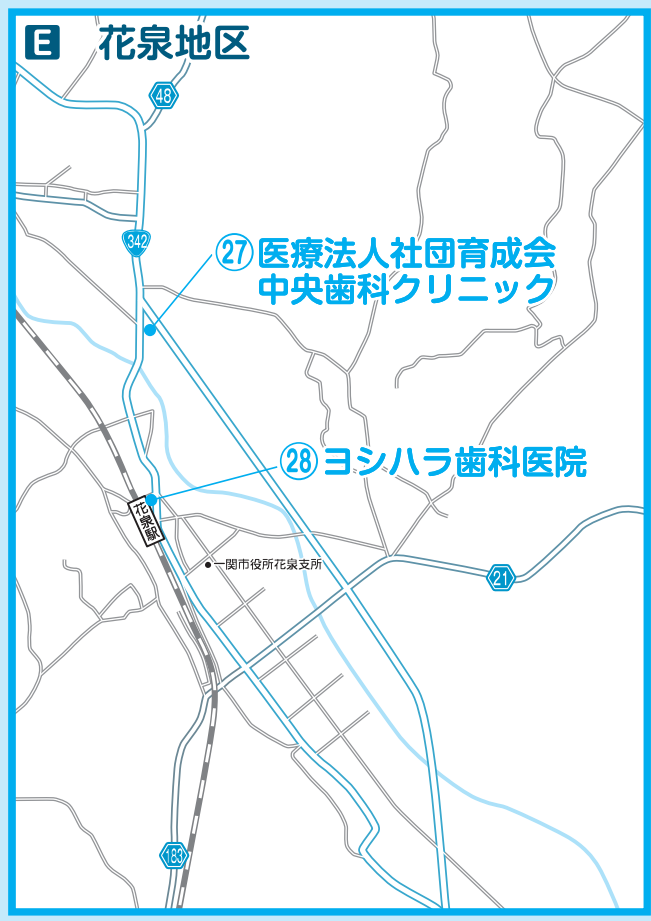 E 花泉地区
48
342
㉗ 医療法人社団育成会
中央歯科クリニック
㉘ ヨシハラ歯科医院
花泉駅
一関市役所花泉支所
21
183